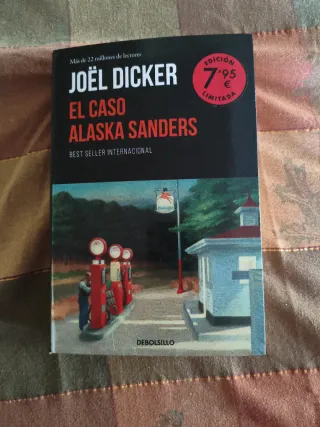 Más de 22 millones de lectores
JOËL DICKER
EL CASO
ALASKA SANDERS
BEST SELLER INTERNACIONAL
EDICIÓN
7,95
€
LIMITADA
DEBOLSILLO